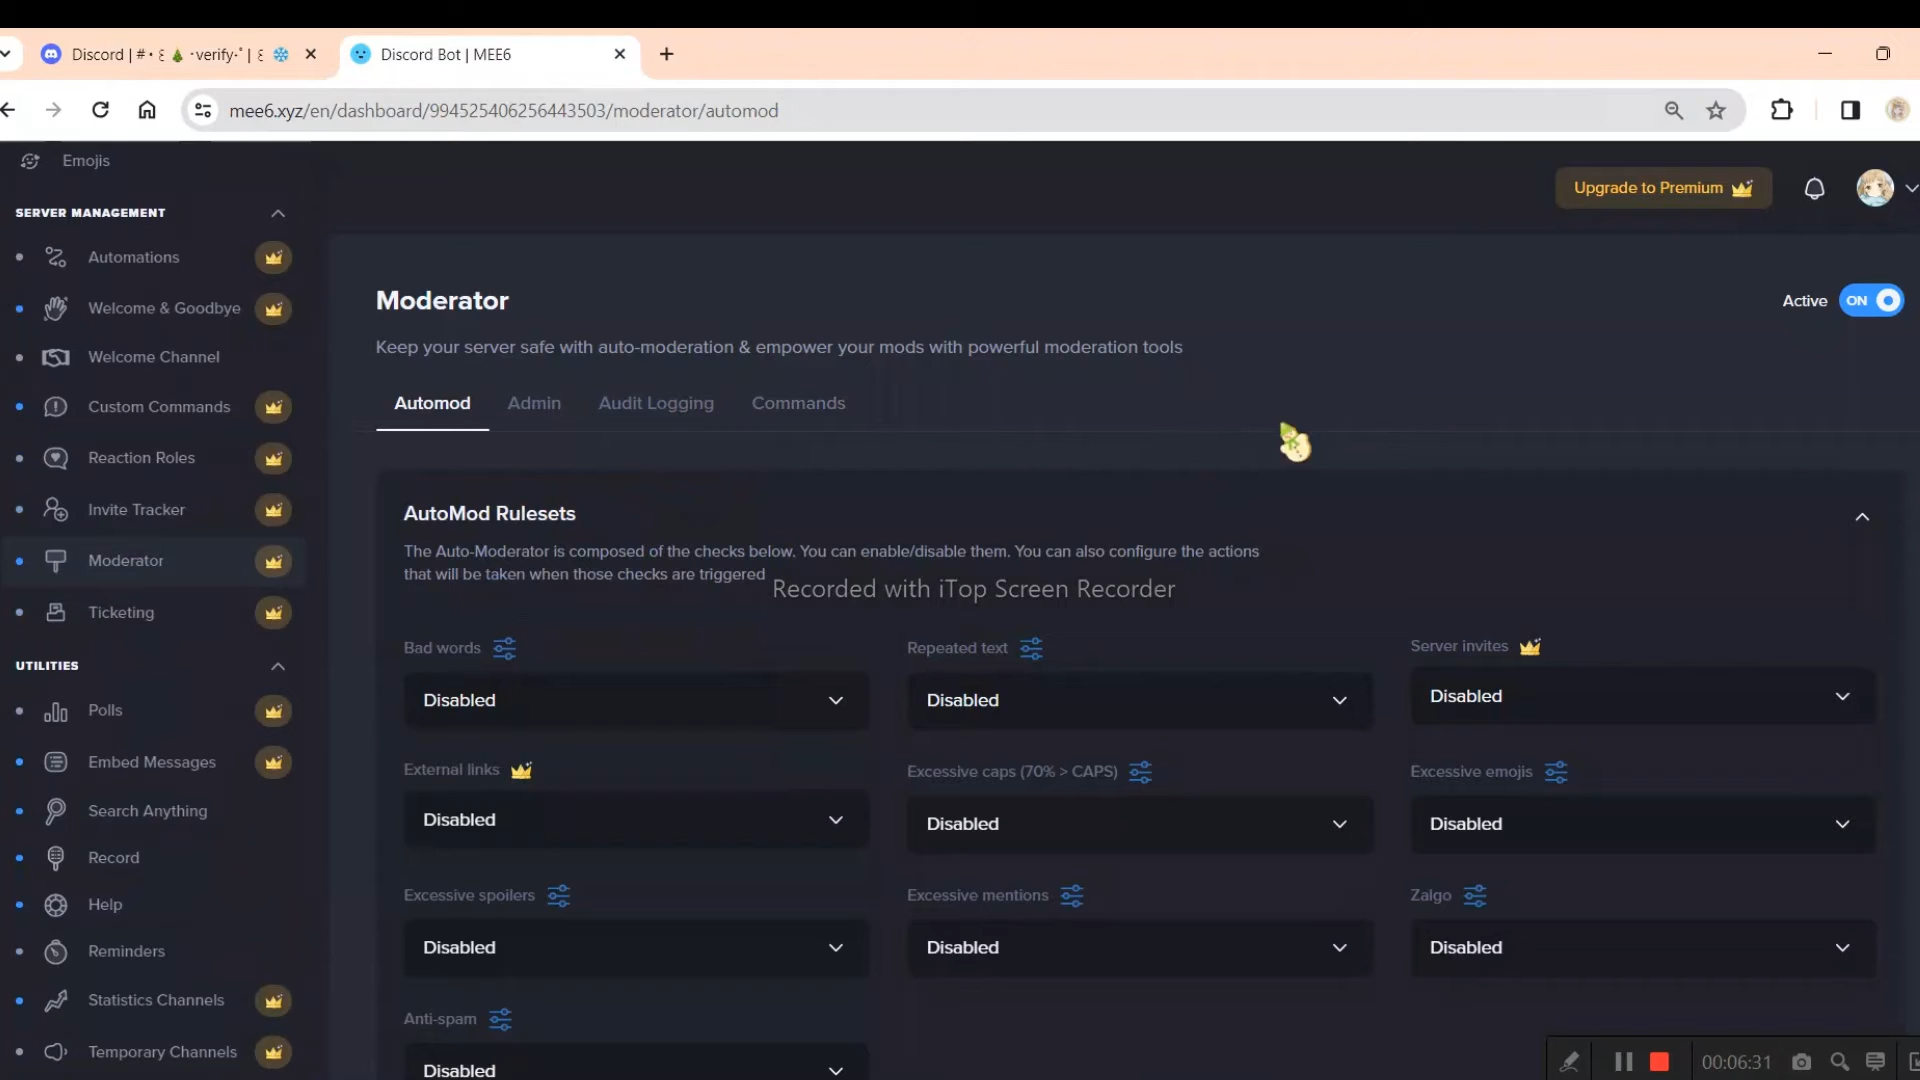 Discord | # • ꒰ 🎄 ･verify･ﾟ | ꒰ ❄
Discord Bot | MEE6
mee6.xyz/en/dashboard/994525406256443503/moderator/automod
Emojis
SERVER MANAGEMENT
Automations
Welcome & Goodbye
Welcome Channel
Custom Commands
Reaction Roles
Invite Tracker
Moderator
Ticketing
UTILITIES
Polls
Embed Messages
Search Anything
Record
Help
Reminders
Statistics Channels
Temporary Channels
Upgrade to Premium
Moderator
Active ON
Keep your server safe with auto-moderation & empower your mods with powerful moderation tools
Automod Admin Audit Logging Commands
AutoMod Rulesets
The Auto-Moderator is composed of the checks below. You can enable/disable them. You can also configure the actions
that will be taken when those checks are triggered
Recorded with iTop Screen Recorder
Bad words Repeated text Server invites
Disabled Disabled Disabled
External links Excessive caps (70% > CAPS) Excessive emojis
Disabled Disabled Disabled
Excessive spoilers Excessive mentions Zalgo
Disabled Disabled Disabled
Anti-spam
Disabled
00:06:31